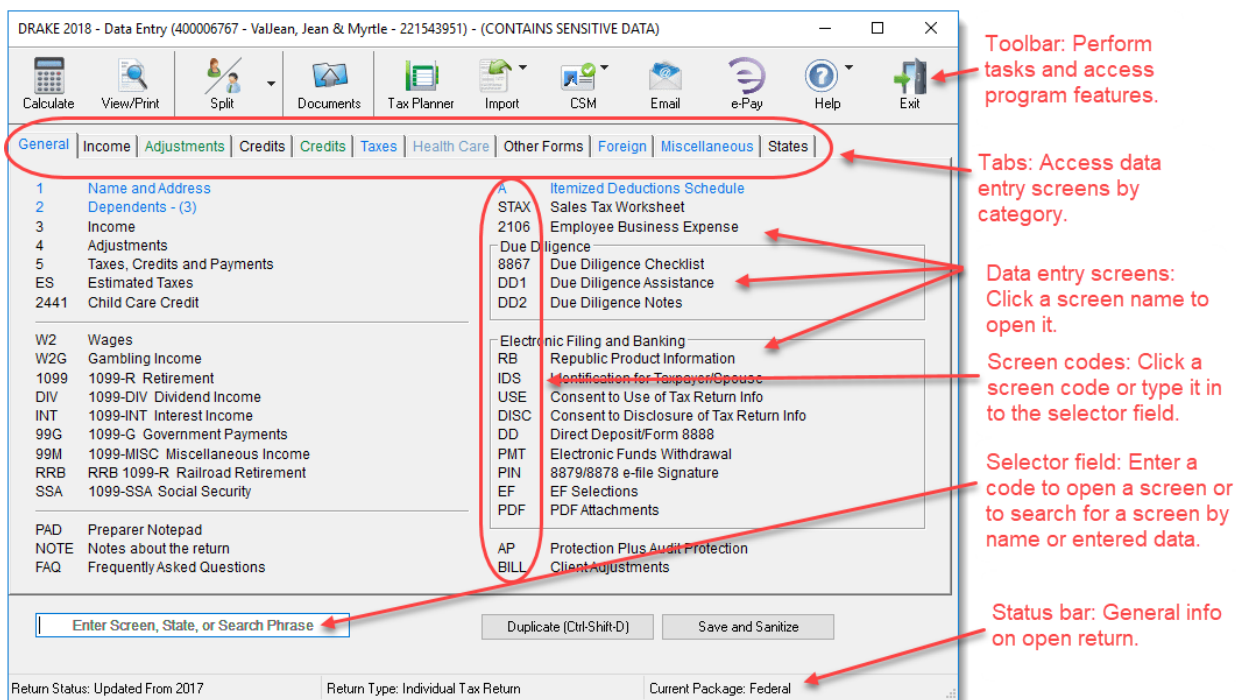 DRAKE 2018 - Data Entry (400006767 - ValJean, Jean & Myrtle - 221543951) - (CONTAINS SENSITIVE DATA)
Calculate View/Print Split Documents Tax Planner Import CSM Email e-Pay Help Exit
General Income Adjustments Credits Credits Taxes Health Care Other Forms Foreign Miscellaneous States
1 Name and Address
2 Dependents - (3)
3 Income
4 Adjustments
5 Taxes, Credits and Payments
ES Estimated Taxes
2441 Child Care Credit
W2 Wages
W2G Gambling Income
1099 1099-R Retirement
DIV 1099-DIV Dividend Income
INT 1099-INT Interest Income
99G 1099-G Government Payments
99M 1099-MISC Miscellaneous Income
RRB RRB 1099-R Railroad Retirement
SSA 1099-SSA Social Security
PAD Preparer Notepad
NOTE Notes about the return
FAQ Frequently Asked Questions
A Itemized Deductions Schedule
STAX Sales Tax Worksheet
2106 Employee Business Expense
Due Diligence
8867 Due Diligence Checklist
DD1 Due Diligence Assistance
DD2 Due Diligence Notes
Electronic Filing and Banking
RB Republic Product Information
IDS Identification for Taxpayer/Spouse
USE Consent to Use of Tax Return Info
DISC Consent to Disclosure of Tax Return Info
DD Direct Deposit/Form 8888
PMT Electronic Funds Withdrawal
PIN 8879/8878 e-file Signature
EF EF Selections
PDF PDF Attachments
AP Protection Plus Audit Protection
BILL Client Adjustments
Enter Screen, State, or Search Phrase
Duplicate (Ctrl-Shift-D)
Save and Sanitize
Return Status: Updated From 2017
Return Type: Individual Tax Return
Current Package: Federal
Toolbar: Perform
tasks and access
program features.
Tabs: Access data
entry screens by
category.
Data entry screens:
Click a screen name to
open it.
Screen codes: Click a
screen code or type it in
to the selector field.
Selector field: Enter a
code to open a screen or
to search for a screen by
name or entered data.
Status bar: General info
on open return.